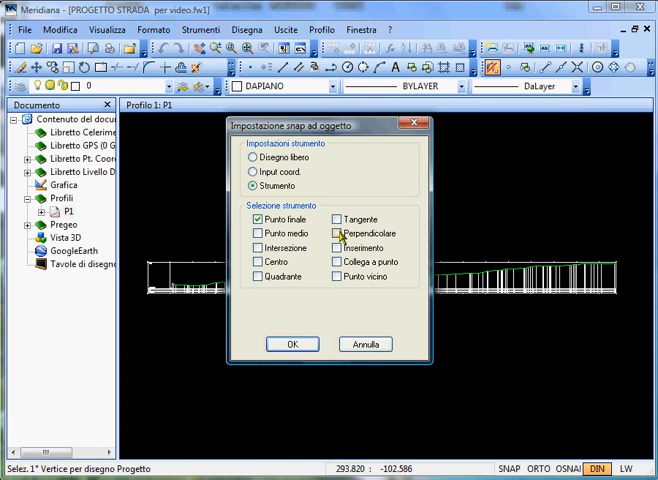 Meridiana - [PROGETTO STRADA per video.fw1]
File Modifica Visualizza Formato Strumenti Disegna Uscite Profilo Finestra ?
0 DAPIANO BYLAYER DaLayer
Documento
Profilo 1: P1
Contenuto del docu
Libretto Celerime
Libretto GPS (0 G
Libretto Pt. Coord
Libretto Livello D
Grafica
Profili
P1
Pregeo
Vista 3D
GoogleEarth
Tavole di disegno
Impostazione snap ad oggetto
Impostazioni strumento
Disegno libero
Input coord.
Strumento
Selezione strumento
Punto finale Tangente
Punto medio Perpendicolare
Intersezione Inserimento
Centro Collega a punto
Quadrante Punto vicino
OK Annulla
Selez. 1° Vertice per disegno Progetto 293.820 : -102.586 SNAP ORTO OSNAI DIN LW